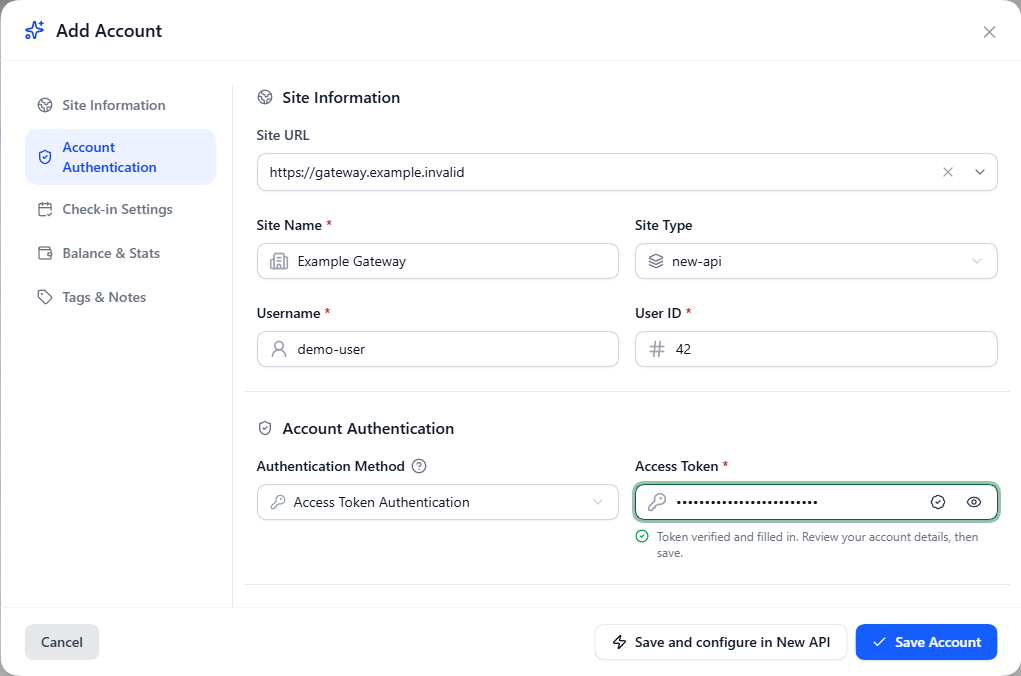 Add Account
Site Information
Account
Authentication
Check-in Settings
Balance & Stats
Tags & Notes
Site Information
Site URL
https://gateway.example.invalid
Site Name *
Site Type
Example Gateway
new-api
Username *
User ID *
demo-user
42
Account Authentication
Authentication Method
Access Token *
Access Token Authentication
•••••••••••••••••••••••••
Token verified and filled in. Review your account details, then
save.
Cancel
Save and configure in New API
Save Account